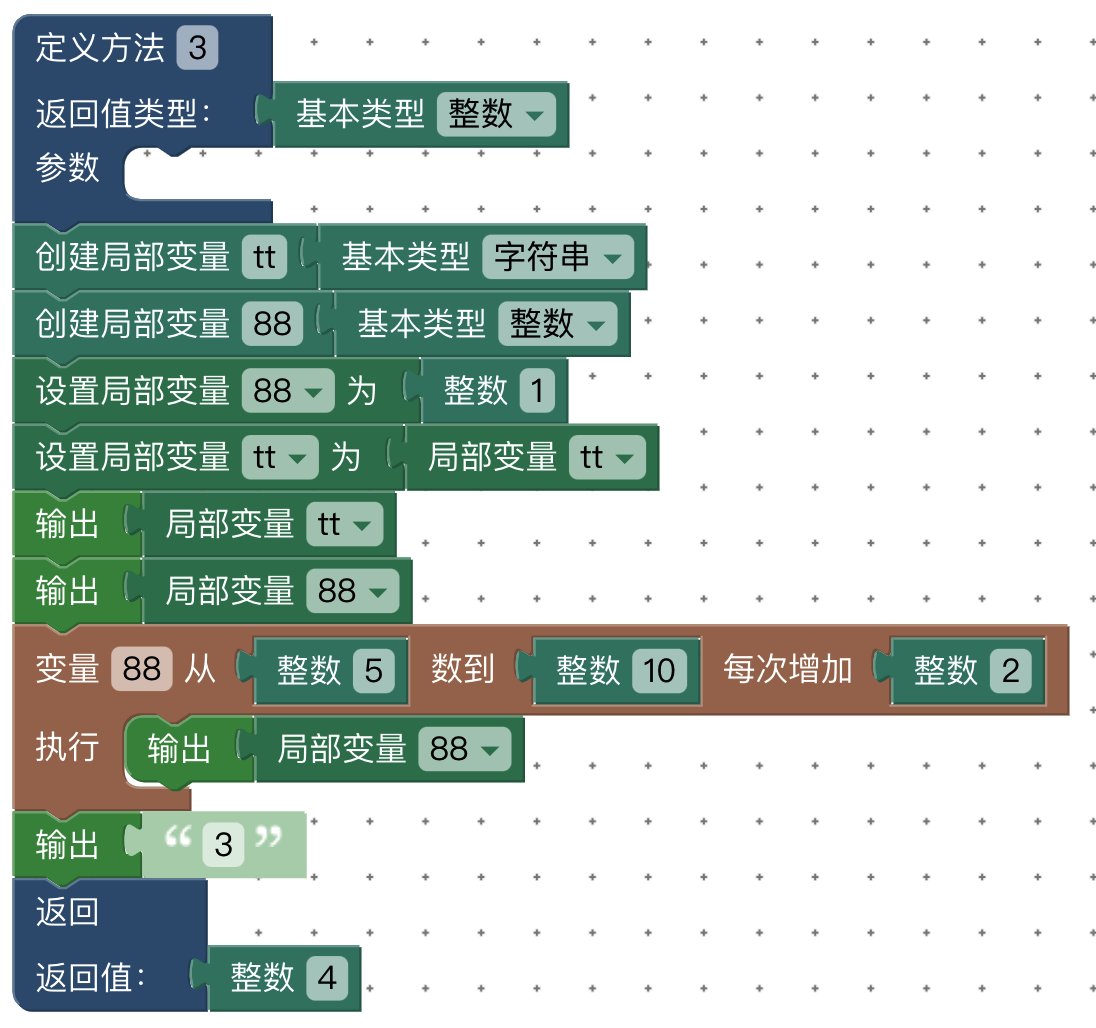 定义方法 3
返回值类型： 基本类型 整数
参数
创建局部变量 tt 基本类型 字符串
创建局部变量 88 基本类型 整数
设置局部变量 88 为 整数 1
设置局部变量 tt 为 局部变量 tt
输出 局部变量 tt
输出 局部变量 88
变量 88 从 整数 5 数到 整数 10 每次增加 整数 2
执行 输出 局部变量 88
输出 “ 3 ”
返回
返回值： 整数 4